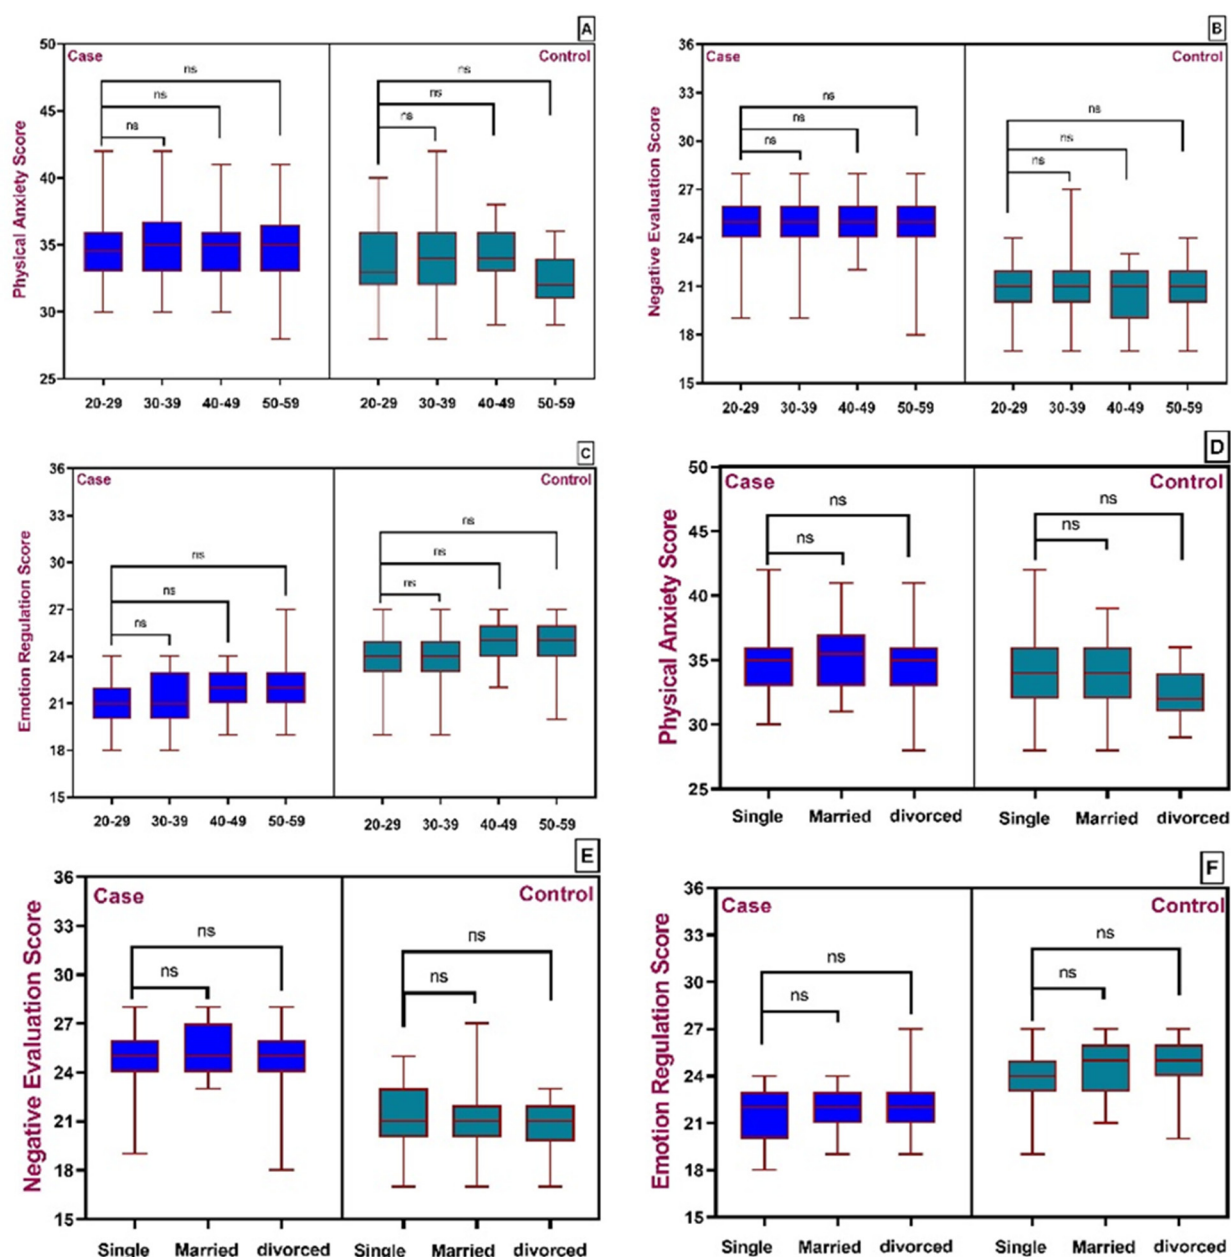 A
50
45
40
35
30
25
Physical Anxiety Score
Case
Control
ns
ns
ns
ns
ns
ns
20-29 30-39 40-49 50-59 20-29 30-39 40-49 50-59
B
36
33
30
27
24
21
18
15
Negative Evaluation Score
Case
Control
ns
ns
ns
ns
ns
ns
20-29 30-39 40-49 50-59 20-29 30-39 40-49 50-59
C
36
33
30
27
24
21
18
15
Emotion Regulation Score
Case
Control
ns
ns
ns
ns
ns
ns
20-29 30-39 40-49 50-59 20-29 30-39 40-49 50-59
D
50
45
40
35
30
25
Physical Anxiety Score
Case
Control
ns
ns
ns
ns
Single Married divorced Single Married divorced
E
36
33
30
27
24
21
18
15
Negative Evaluation Score
Case
Control
ns
ns
ns
ns
Single Married divorced Single Married divorced
F
36
33
30
27
24
21
18
15
Emotion Regulation Score
Case
Control
ns
ns
ns
ns
Single Married divorced Single Married divorced